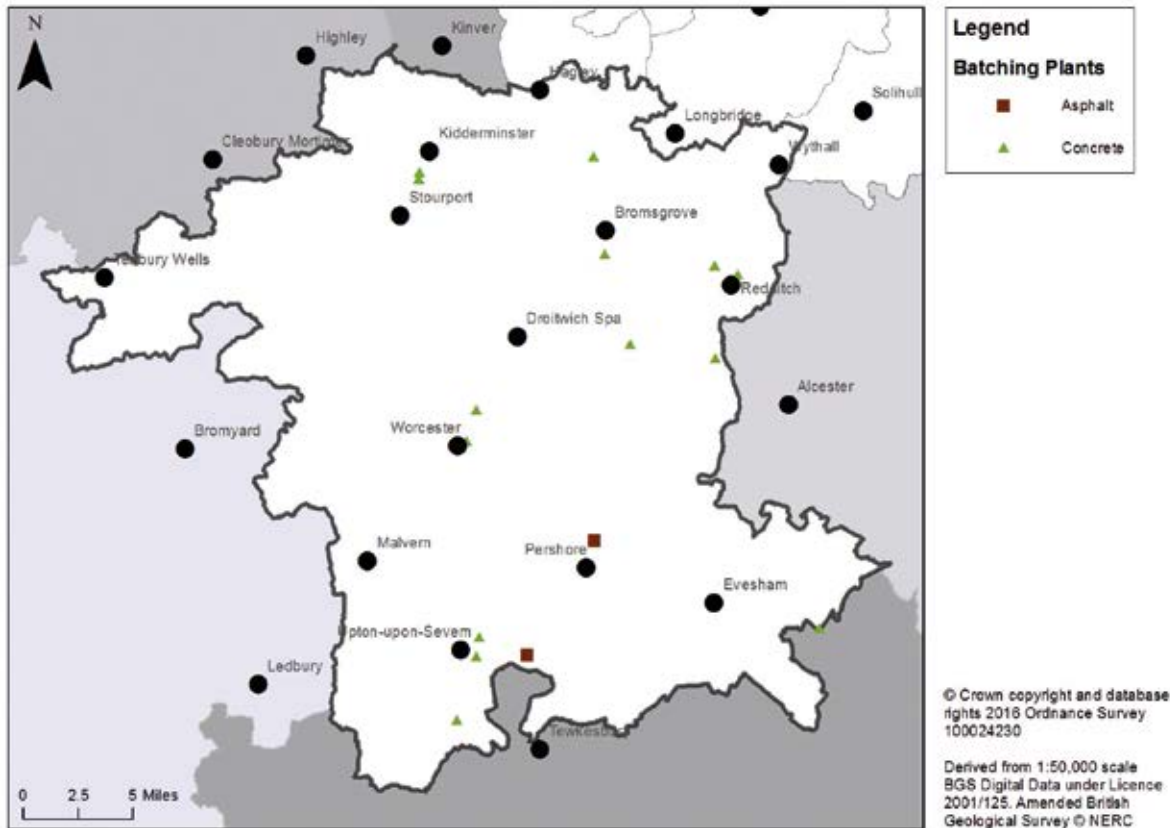 N
Highley
Kinver
Hagley
Longbridge
Solihull
Cleobury Mortimer
Kidderminster
Wythall
Stourport
Bromsgrove
Tenbury Wells
Redditch
Droitwich Spa
Alcester
Worcester
Bromyard
Malvern
Pershore
Evesham
Upton-upon-Severn
Ledbury
0 2.5 5 Miles
Legend
Batching Plants
Asphalt
Concrete
© Crown copyright and database
rights 2016 Ordnance Survey
100024230
Derived from 1:50,000 scale
BGS Digital Data under Licence
2001/125. Amended British
Geological Survey © NERC